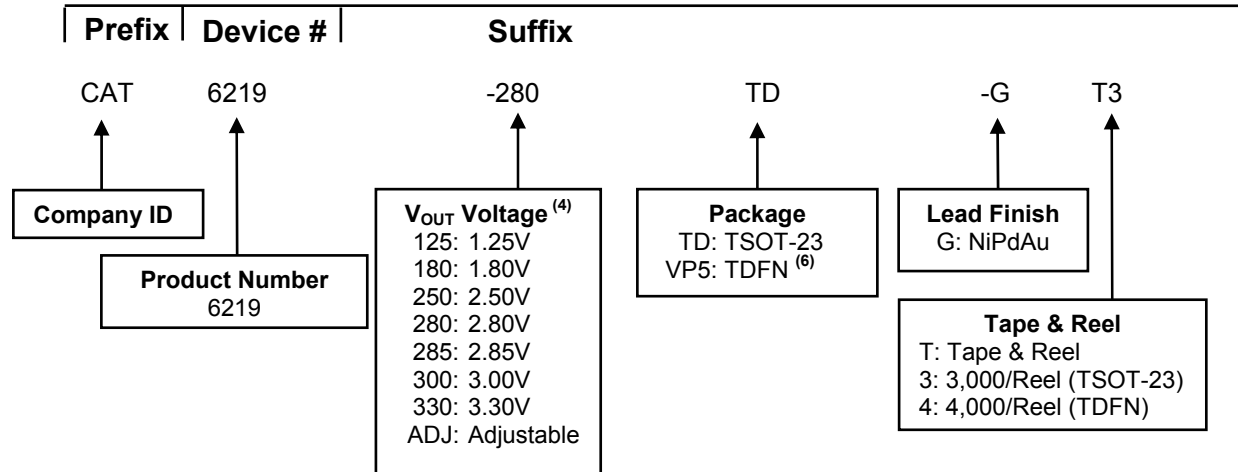 Prefix Device # Suffix
CAT 6219 -280 TD -G T3
Company ID
Product Number
6219
VOUT Voltage (4)
125: 1.25V
180: 1.80V
250: 2.50V
280: 2.80V
285: 2.85V
300: 3.00V
330: 3.30V
ADJ: Adjustable
Package
TD: TSOT-23
VP5: TDFN (6)
Lead Finish
G: NiPdAu
Tape & Reel
T: Tape & Reel
3: 3,000/Reel (TSOT-23)
4: 4,000/Reel (TDFN)